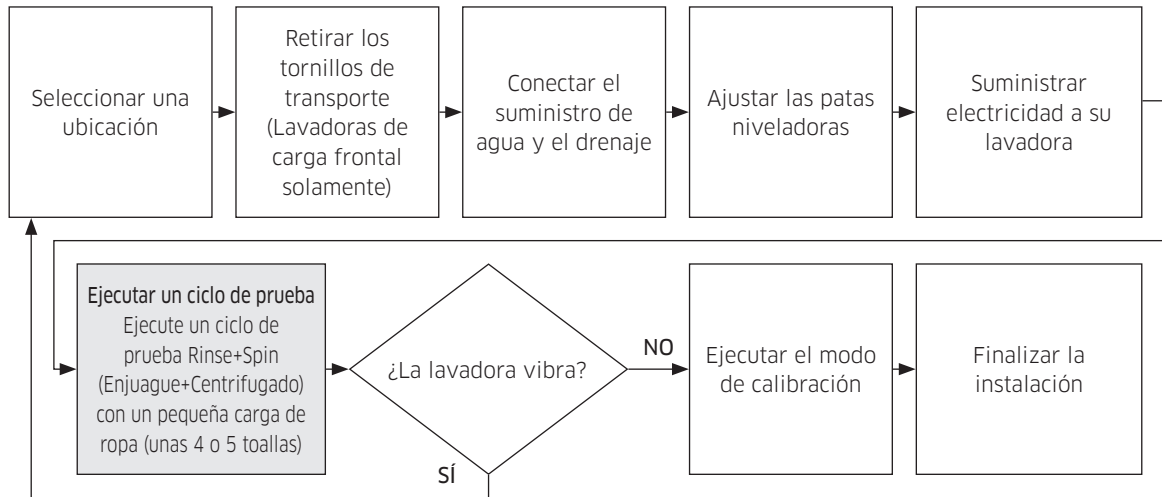 Seleccionar una
ubicación
Retirar los
tornillos de
transporte
(Lavadoras de
carga frontal
solamente)
Conectar el
suministro de
agua y el drenaje
Ajustar las patas
niveladoras
Suministrar
electricidad a su
lavadora
Ejecutar un ciclo de prueba
Ejecute un ciclo de
prueba Rinse+Spin
(Enjuague+Centrifugado)
con un pequeña carga de
ropa (unas 4 o 5 toallas)
¿La lavadora vibra?
NO
SÍ
Ejecutar el modo
de calibración
Finalizar la
instalación